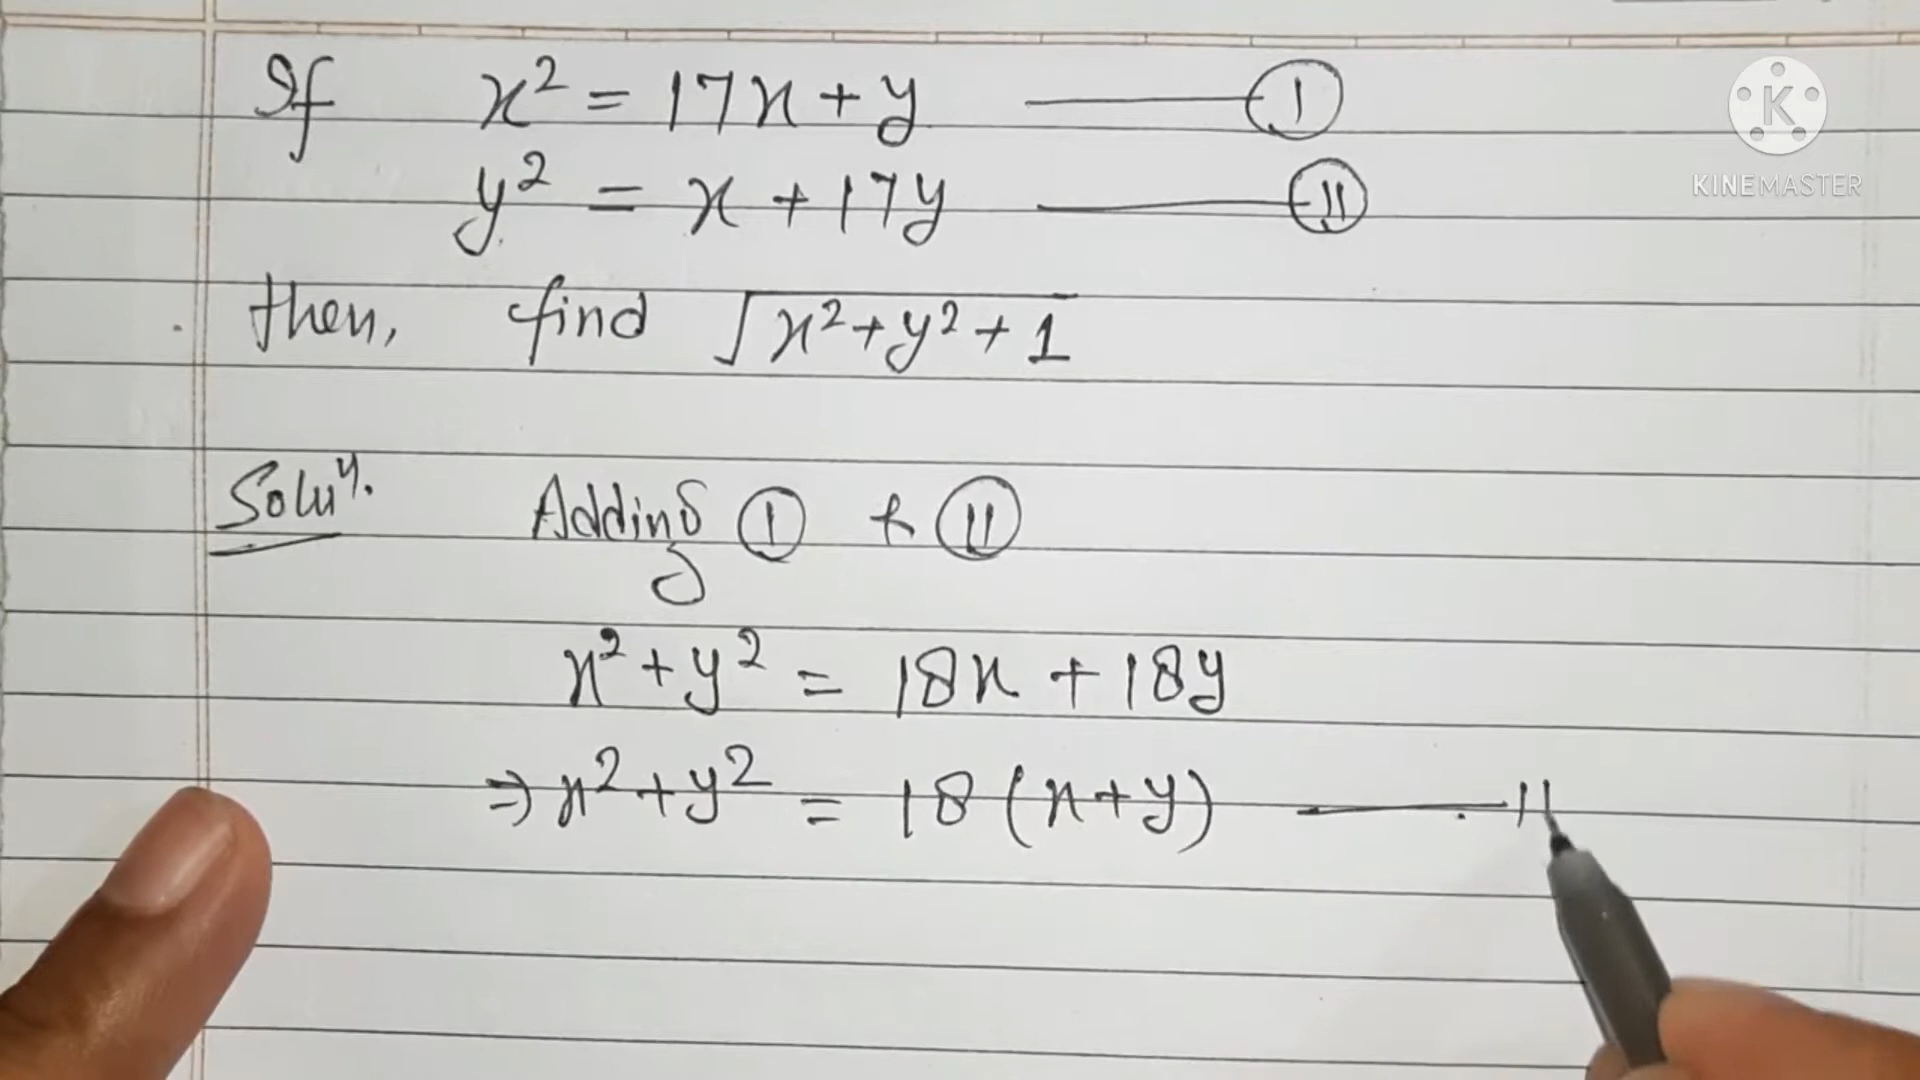 If x² = 17x + y —— I
y² = x + 17y —— II
then, find √x²+y²+1
K
KINEMASTER
Soluⁿ. Adding I & II
x²+y² = 18x + 18y
⇒ x²+y² = 18(x+y) —— II